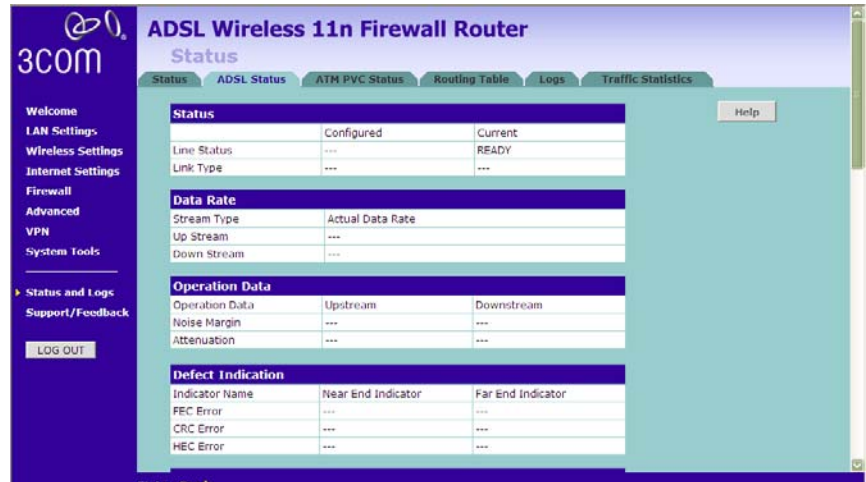 3COM
ADSL Wireless 11n Firewall Router
Status
Status ADSL Status ATM PVC Status Routing Table Logs Traffic Statistics
Welcome
LAN Settings
Wireless Settings
Internet Settings
Firewall
Advanced
VPN
System Tools
Status and Logs
Support/Feedback
LOG OUT
Help
Status
Configured Current
Line Status --- READY
Link Type --- ---
Data Rate
Stream Type Actual Data Rate
Up Stream ---
Down Stream ---
Operation Data
Operation Data Upstream Downstream
Noise Margin --- ---
Attenuation --- ---
Defect Indication
Indicator Name Near End Indicator Far End Indicator
FEC Error --- ---
CRC Error --- ---
HEC Error --- ---